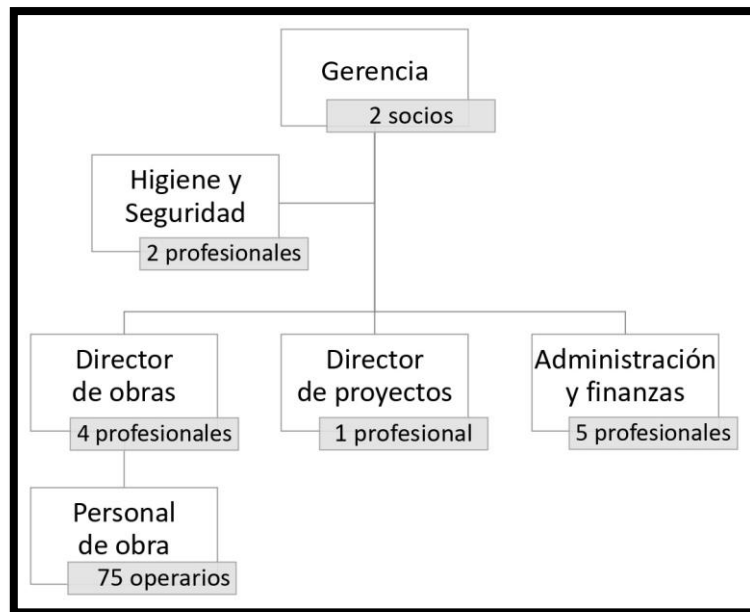 Gerencia
2 socios
Higiene y
Seguridad
2 profesionales
Director
de obras
4 profesionales
Director
de proyectos
1 profesional
Administración
y finanzas
5 profesionales
Personal
de obra
75 operarios